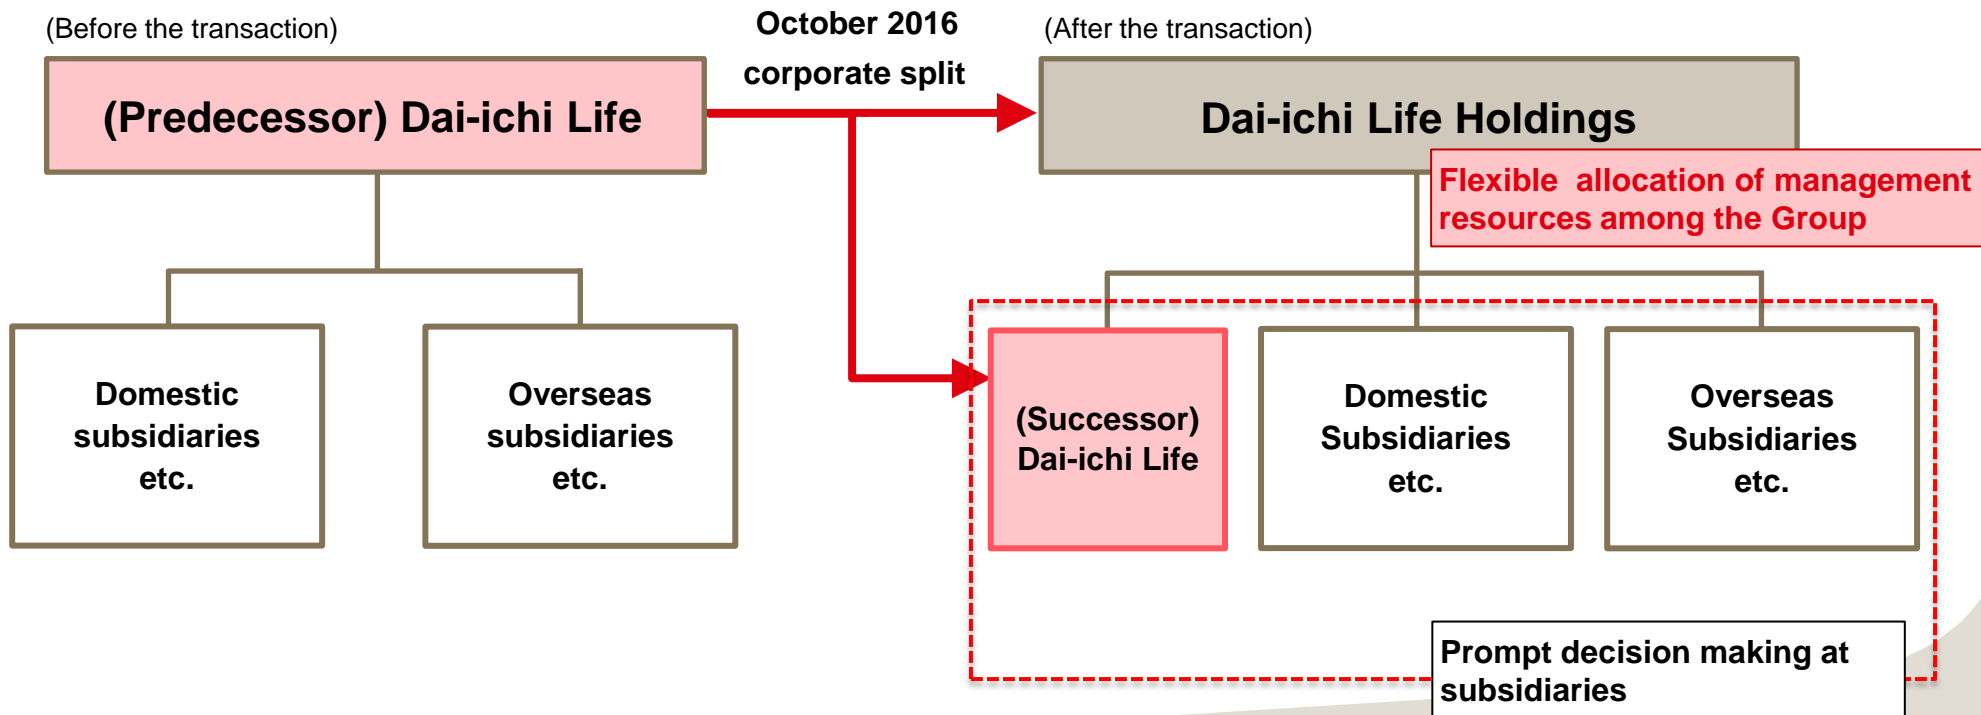 (Before the transaction)
October 2016
corporate split
(After the transaction)
(Predecessor) Dai-ichi Life
Dai-ichi Life Holdings
Flexible allocation of management
resources among the Group
Domestic
subsidiaries
etc.
Overseas
subsidiaries
etc.
(Successor)
Dai-ichi Life
Domestic
Subsidiaries
etc.
Overseas
Subsidiaries
etc.
Prompt decision making at
subsidiaries